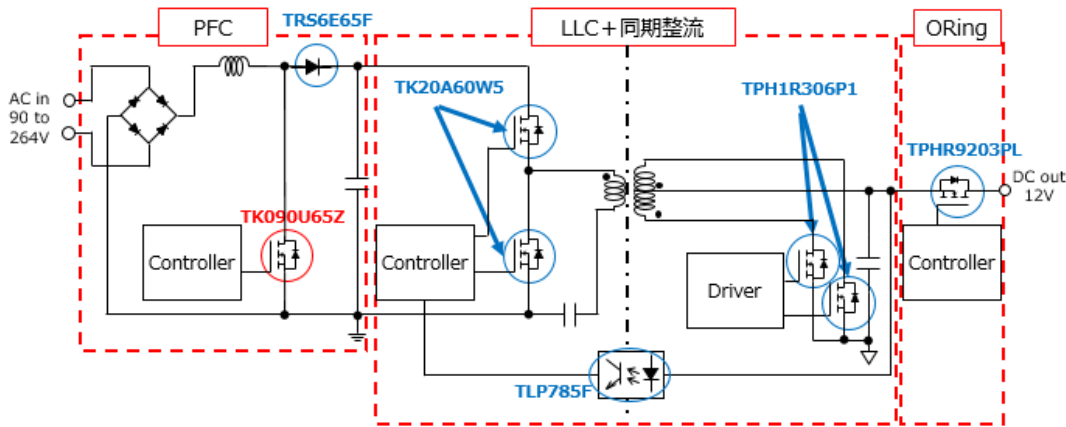 PFC
LLC＋同期整流
ORing
TRS6E65F
TK20A60W5
TPH1R306P1
AC in
90 to
264V
TPHR9203PL
DC out
12V
TK090U65Z
Controller
Controller
Driver
Controller
TLP785F